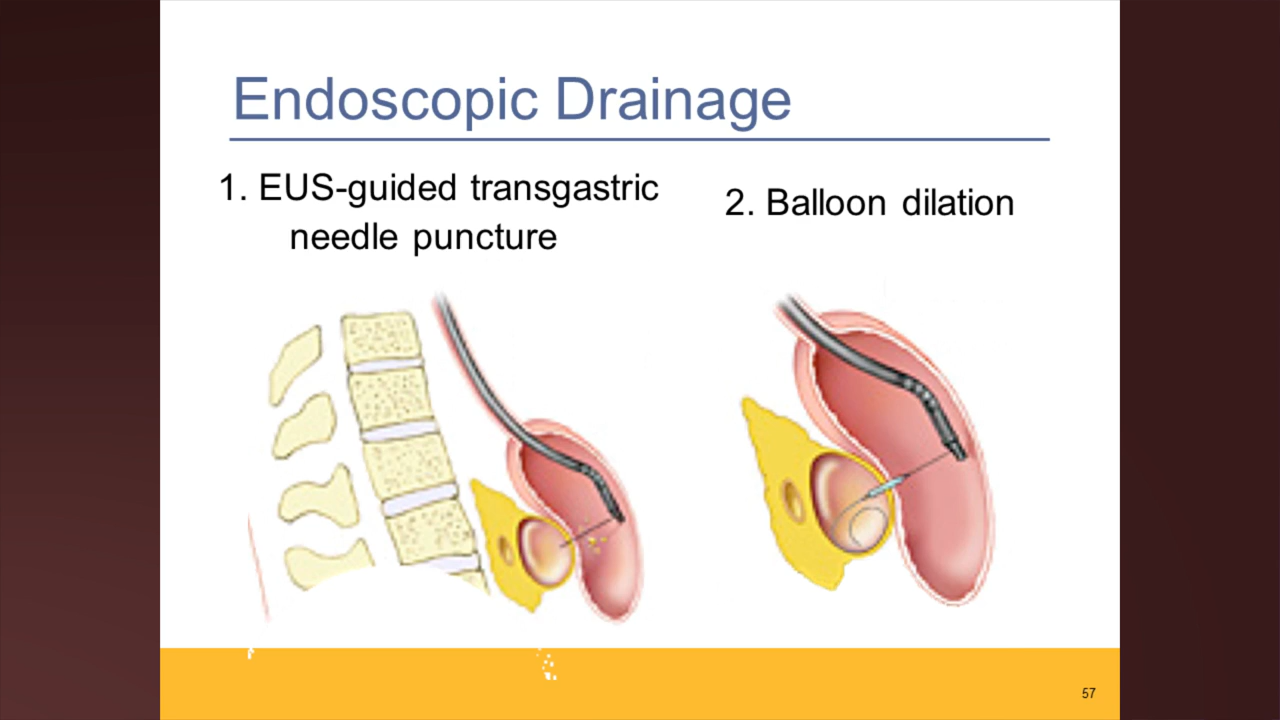 Endoscopic Drainage
1. EUS-guided transgastric
needle puncture
2. Balloon dilation
57